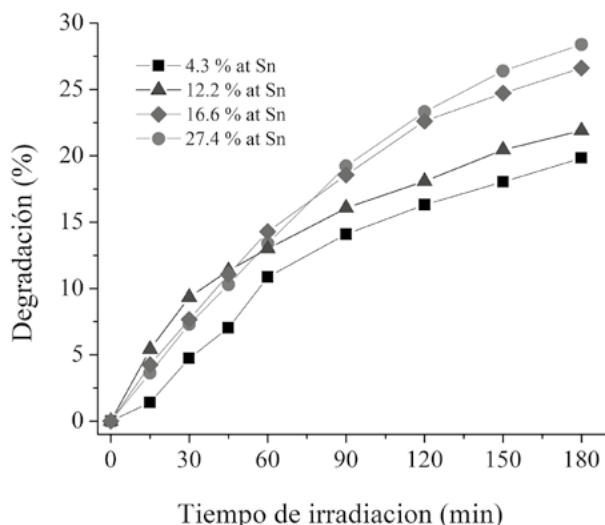 30
25
20
15
10
5
0
Degradación (%)
4.3 % at Sn
12.2 % at Sn
16.6 % at Sn
27.4 % at Sn
0 30 60 90 120 150 180
Tiempo de irradiacion (min)